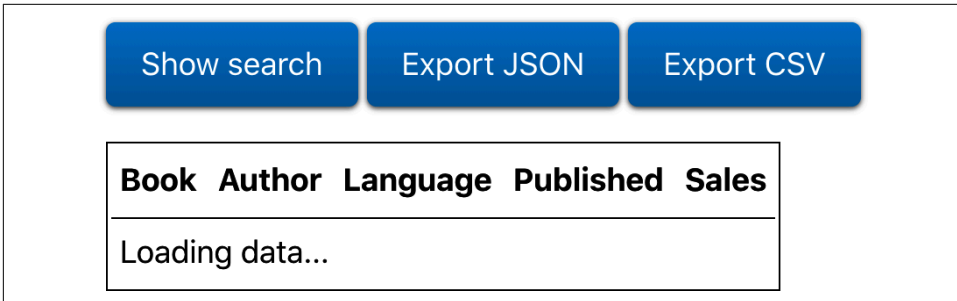 Show search Export JSON Export CSV
Book Author Language Published Sales
Loading data...